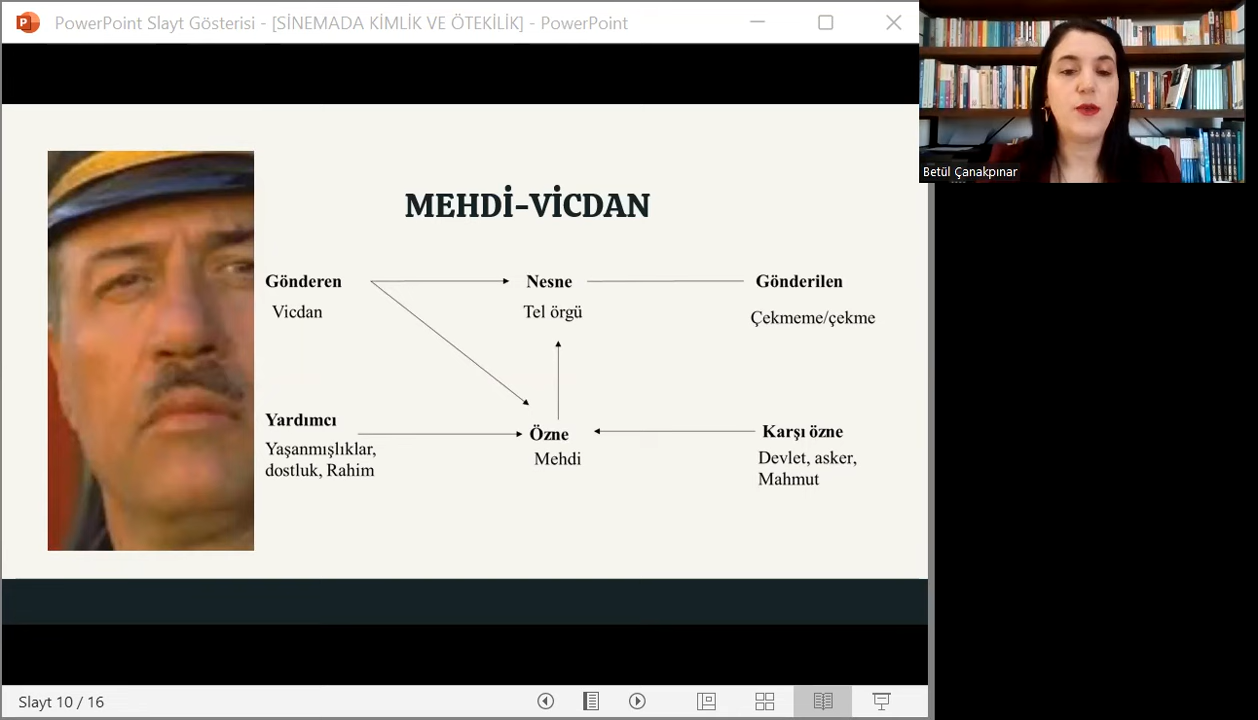 PowerPoint Slayt Gösterisi - [SİNEMADA KİMLİK VE ÖTEKİLİK] - PowerPoint
Betül Çanakpınar
MEHDİ-VİCDAN
Gönderen
Vicdan
Nesne
Tel örgü
Gönderilen
Çekmeme/çekme
Yardımcı
Yaşanmışlıklar,
dostluk, Rahim
Özne
Mehdi
Karşı özne
Devlet, asker,
Mahmut
Slayt 10 / 16